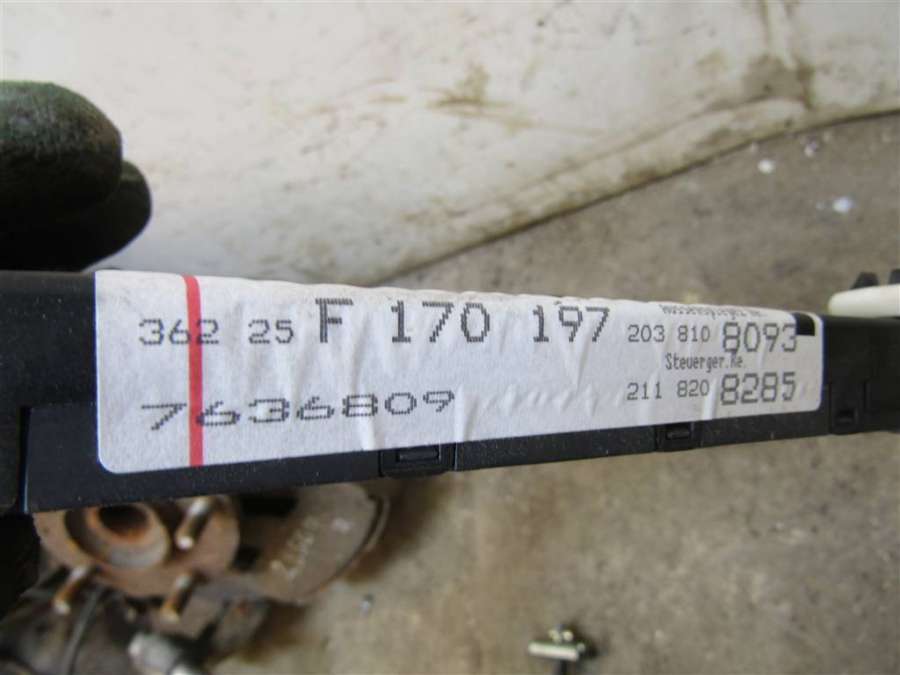 362 25 F 170 197 203 810 8093
Steuerger.Re.
7636809 211 820 8285